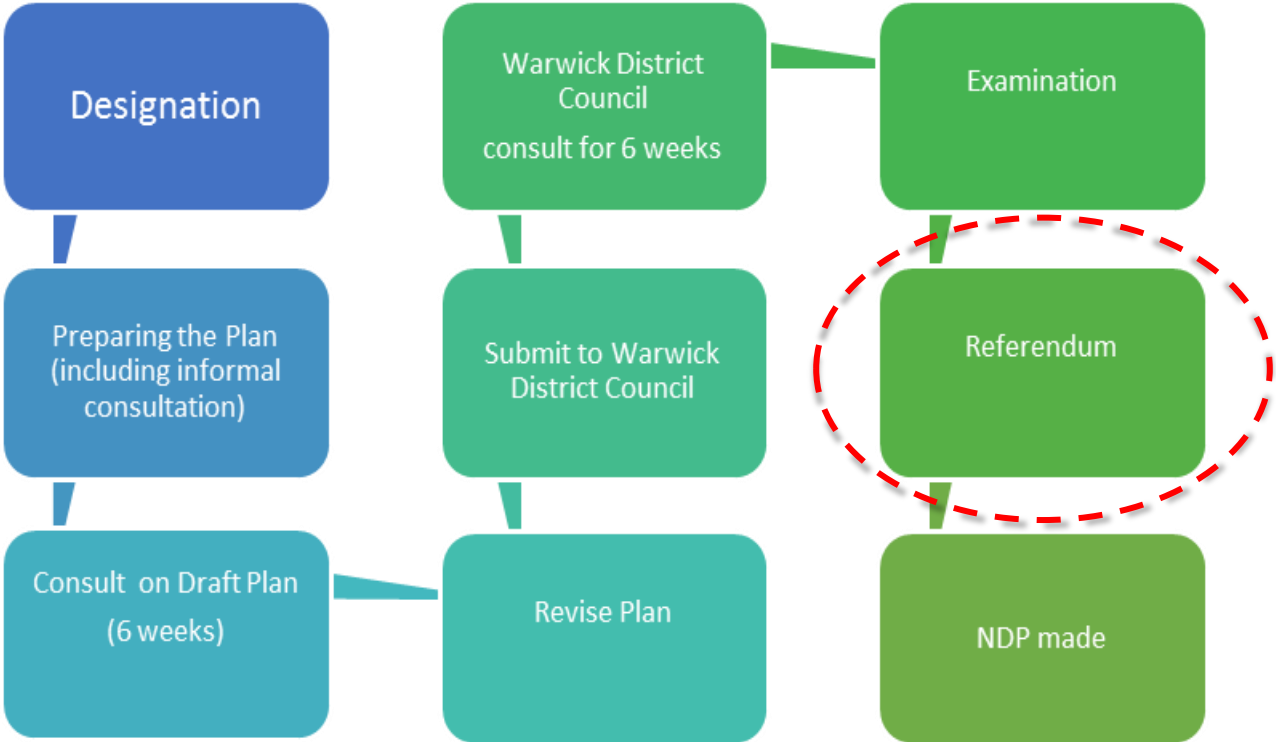 Designation
Preparing the Plan
(including informal
consultation)
Consult on Draft Plan
(6 weeks)
Revise Plan
Submit to Warwick
District Council
Warwick District
Council
consult for 6 weeks
Examination
Referendum
NDP made